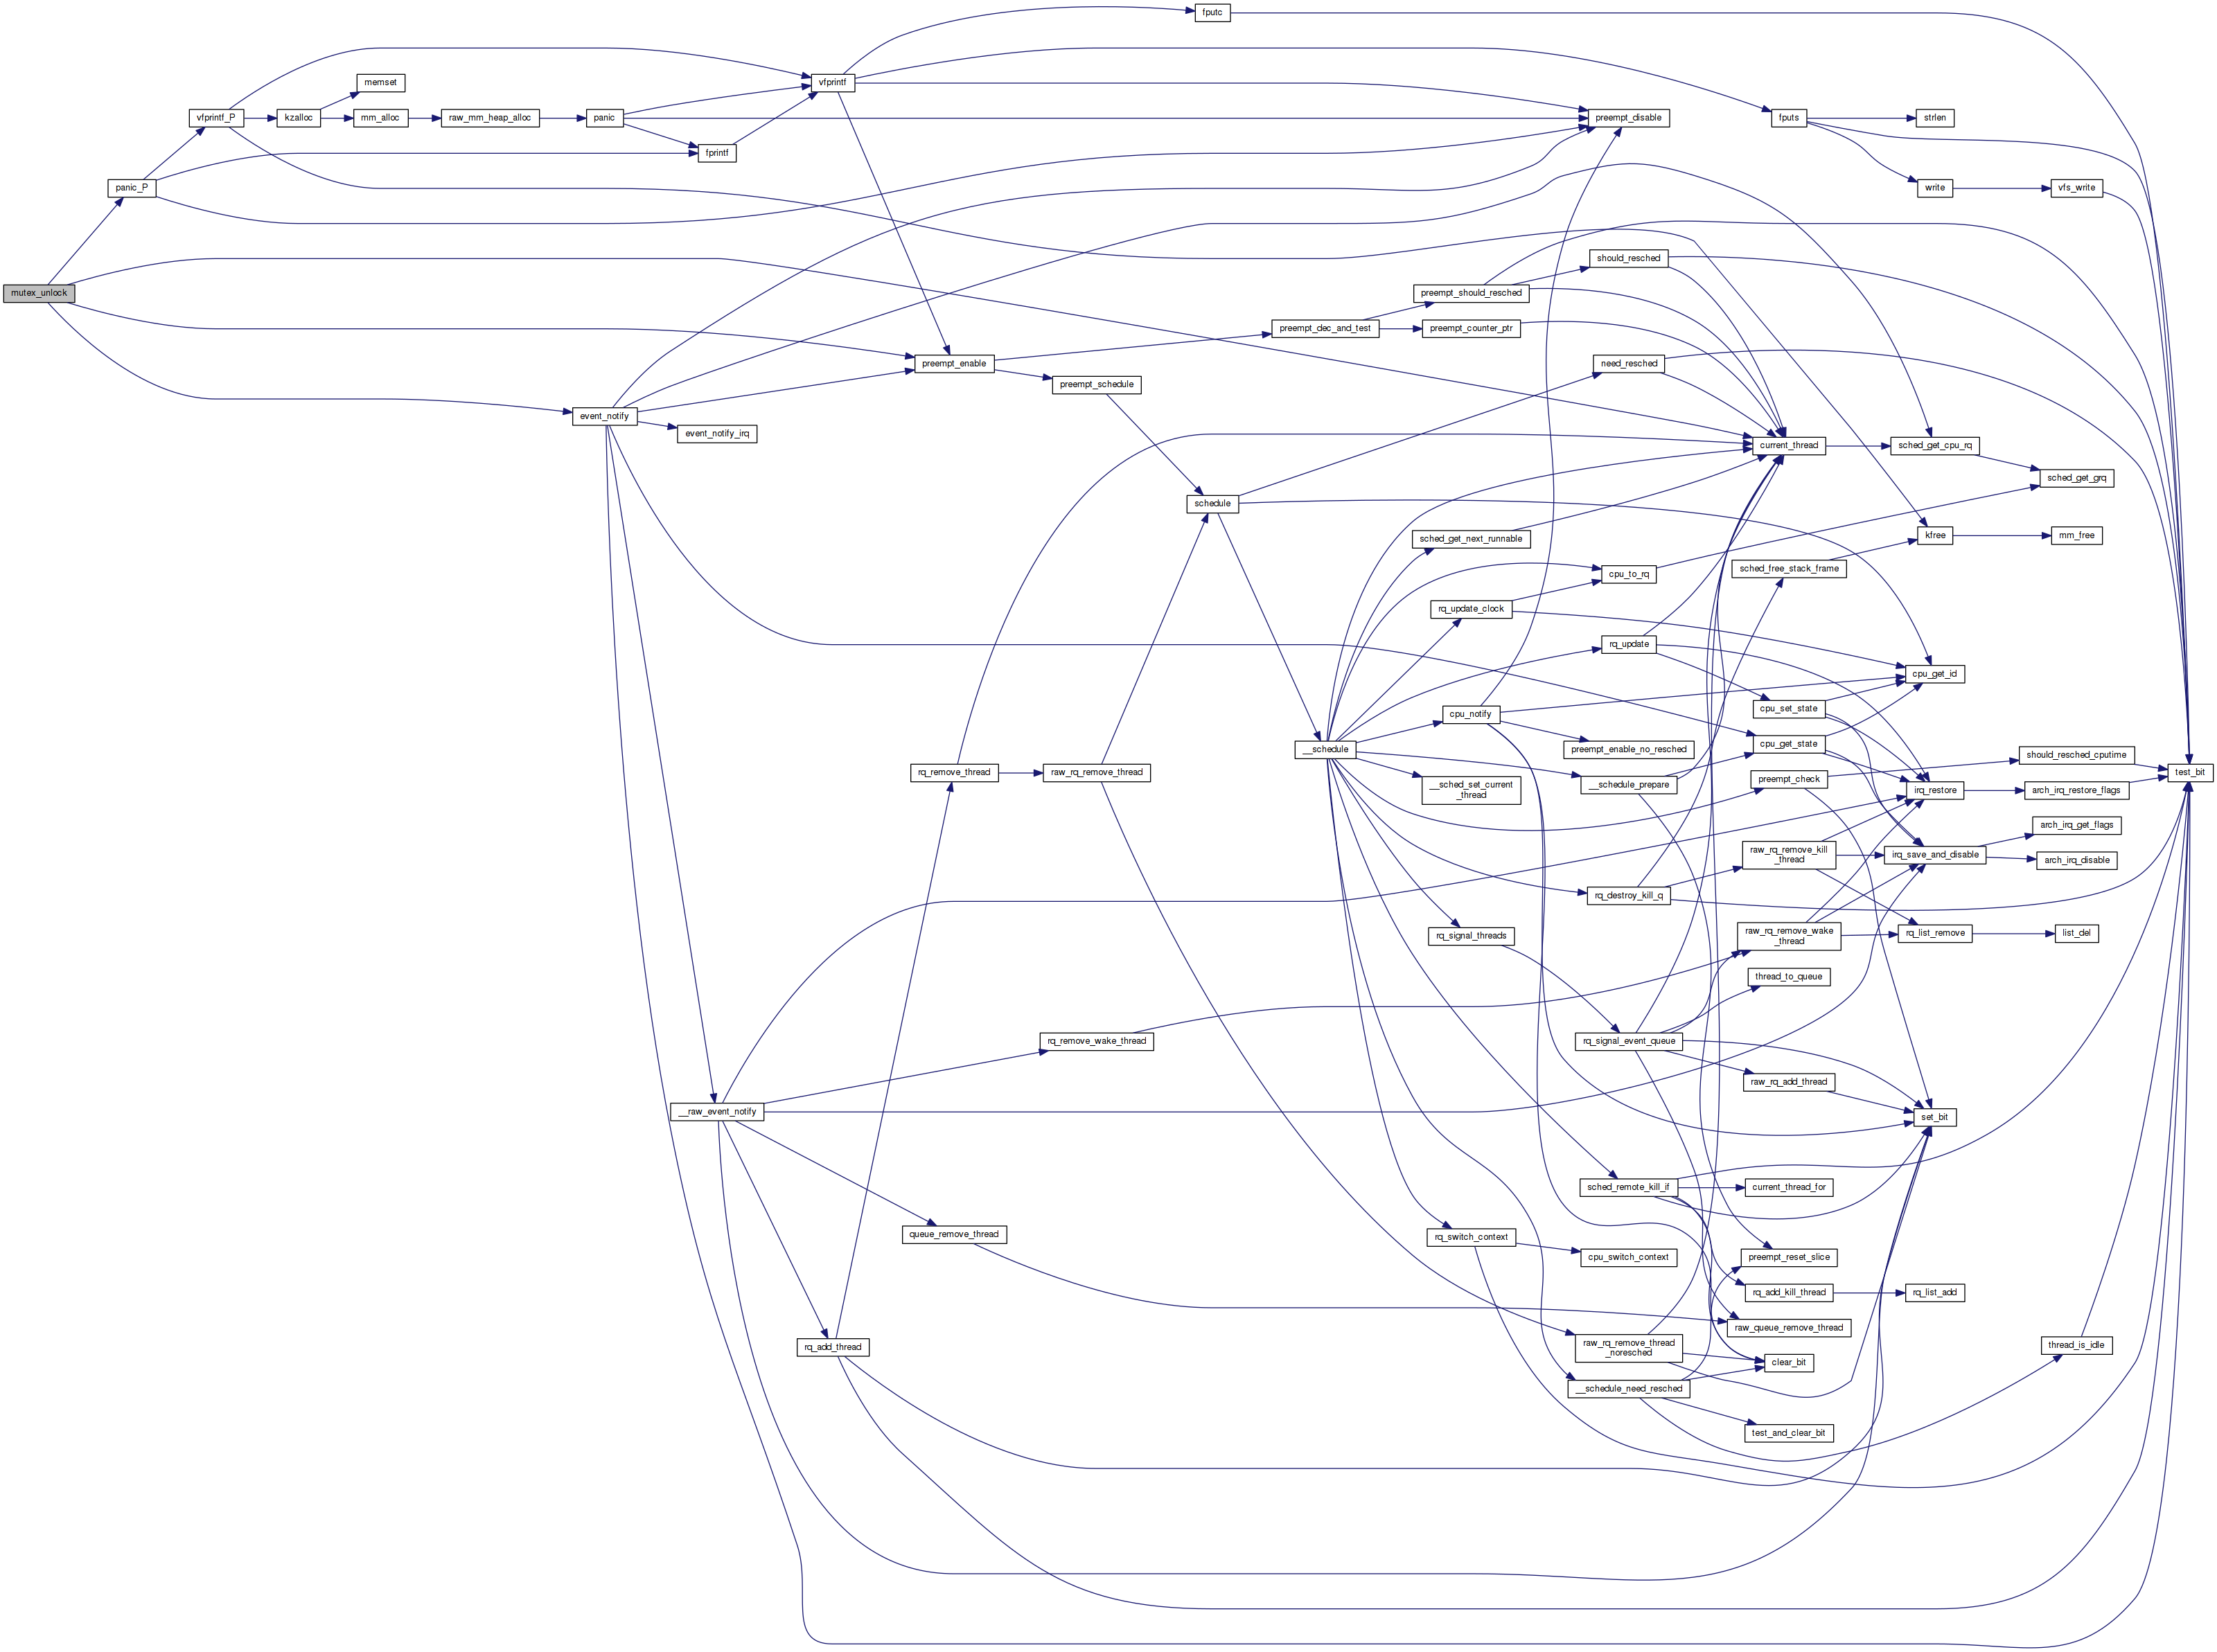 fputc
memset
vfprintf
vfprintf_P
kzalloc
mm_alloc
raw_mm_heap_alloc
panic
preempt_disable
fputs
strlen
fprintf
panic_P
write
vfs_write
should_resched
mutex_unlock
preempt_should_resched
preempt_dec_and_test
preempt_counter_ptr
preempt_enable
need_resched
preempt_schedule
event_notify
event_notify_irq
current_thread
sched_get_cpu_rq
sched_get_grq
schedule
sched_get_next_runnable
kfree
mm_free
cpu_to_rq
sched_free_stack_frame
rq_update_clock
rq_update
cpu_get_id
cpu_notify
cpu_set_state
__schedule
preempt_enable_no_resched
cpu_get_state
should_resched_cputime
rq_remove_thread
raw_rq_remove_thread
test_bit
__sched_set_current
_thread
__schedule_prepare
preempt_check
irq_restore
arch_irq_restore_flags
arch_irq_get_flags
raw_rq_remove_kill
_thread
irq_save_and_disable
arch_irq_disable
rq_destroy_kill_q
rq_signal_threads
raw_rq_remove_wake
_thread
rq_list_remove
list_del
thread_to_queue
rq_remove_wake_thread
rq_signal_event_queue
raw_rq_add_thread
__raw_event_notify
set_bit
sched_remote_kill_if
current_thread_for
queue_remove_thread
rq_switch_context
cpu_switch_context
preempt_reset_slice
rq_add_kill_thread
rq_list_add
raw_queue_remove_thread
rq_add_thread
raw_rq_remove_thread
_noresched
thread_is_idle
clear_bit
__schedule_need_resched
test_and_clear_bit